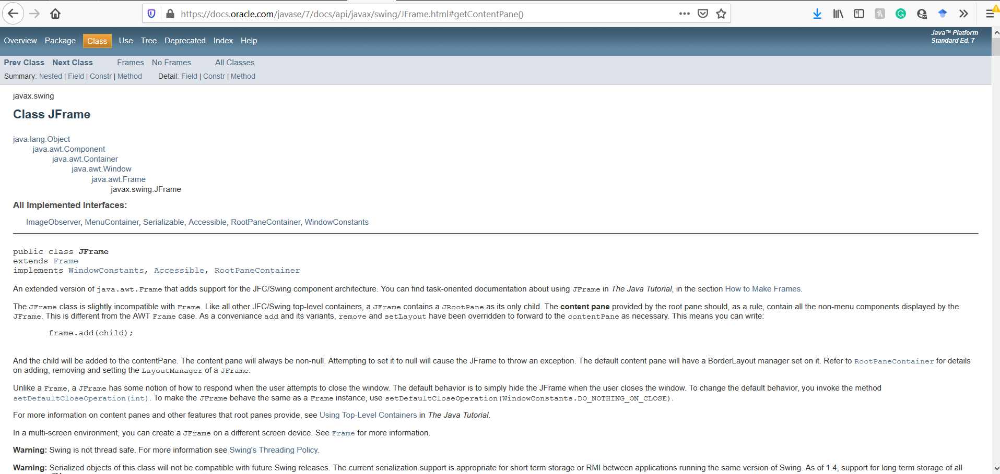 https://docs.oracle.com/javase/7/docs/api/javax/swing/JFrame.html#getContentPane()
Overview Package Class Use Tree Deprecated Index Help
Java™ Platform
Standard Ed. 7
Prev Class Next Class Frames No Frames All Classes
Summary: Nested | Field | Constr | Method Detail: Field | Constr | Method
javax.swing
Class JFrame
java.lang.Object
java.awt.Component
java.awt.Container
java.awt.Window
java.awt.Frame
javax.swing.JFrame
All Implemented Interfaces:
ImageObserver, MenuContainer, Serializable, Accessible, RootPaneContainer, WindowConstants
public class JFrame
extends Frame
implements WindowConstants, Accessible, RootPaneContainer
An extended version of java.awt.Frame that adds support for the JFC/Swing component architecture. You can find task-oriented documentation about using JFrame in The Java Tutorial, in the section How to Make Frames.
The JFrame class is slightly incompatible with Frame. Like all other JFC/Swing top-level containers, a JFrame contains a JRootPane as its only child. The content pane provided by the root pane should, as a rule, contain all the non-menu components displayed by the
JFrame. This is different from the AWT Frame case. As a conveniance add and its variants, remove and setLayout have been overridden to forward to the contentPane as necessary. This means you can write:
frame.add(child);
And the child will be added to the contentPane. The content pane will always be non-null. Attempting to set it to null will cause the JFrame to throw an exception. The default content pane will have a BorderLayout manager set on it. Refer to RootPaneContainer for details
on adding, removing and setting the LayoutManager of a JFrame.
Unlike a Frame, a JFrame has some notion of how to respond when the user attempts to close the window. The default behavior is to simply hide the JFrame when the user closes the window. To change the default behavior, you invoke the method
setDefaultCloseOperation(int). To make the JFrame behave the same as a Frame instance, use setDefaultCloseOperation(WindowConstants.DO_NOTHING_ON_CLOSE).
For more information on content panes and other features that root panes provide, see Using Top-Level Containers in The Java Tutorial.
In a multi-screen environment, you can create a JFrame on a different screen device. See Frame for more information.
Warning: Swing is not thread safe. For more information see Swing's Threading Policy.
Warning: Serialized objects of this class will not be compatible with future Swing releases. The current serialization support is appropriate for short term storage or RMI between applications running the same version of Swing. As of 1.4, support for long term storage of all